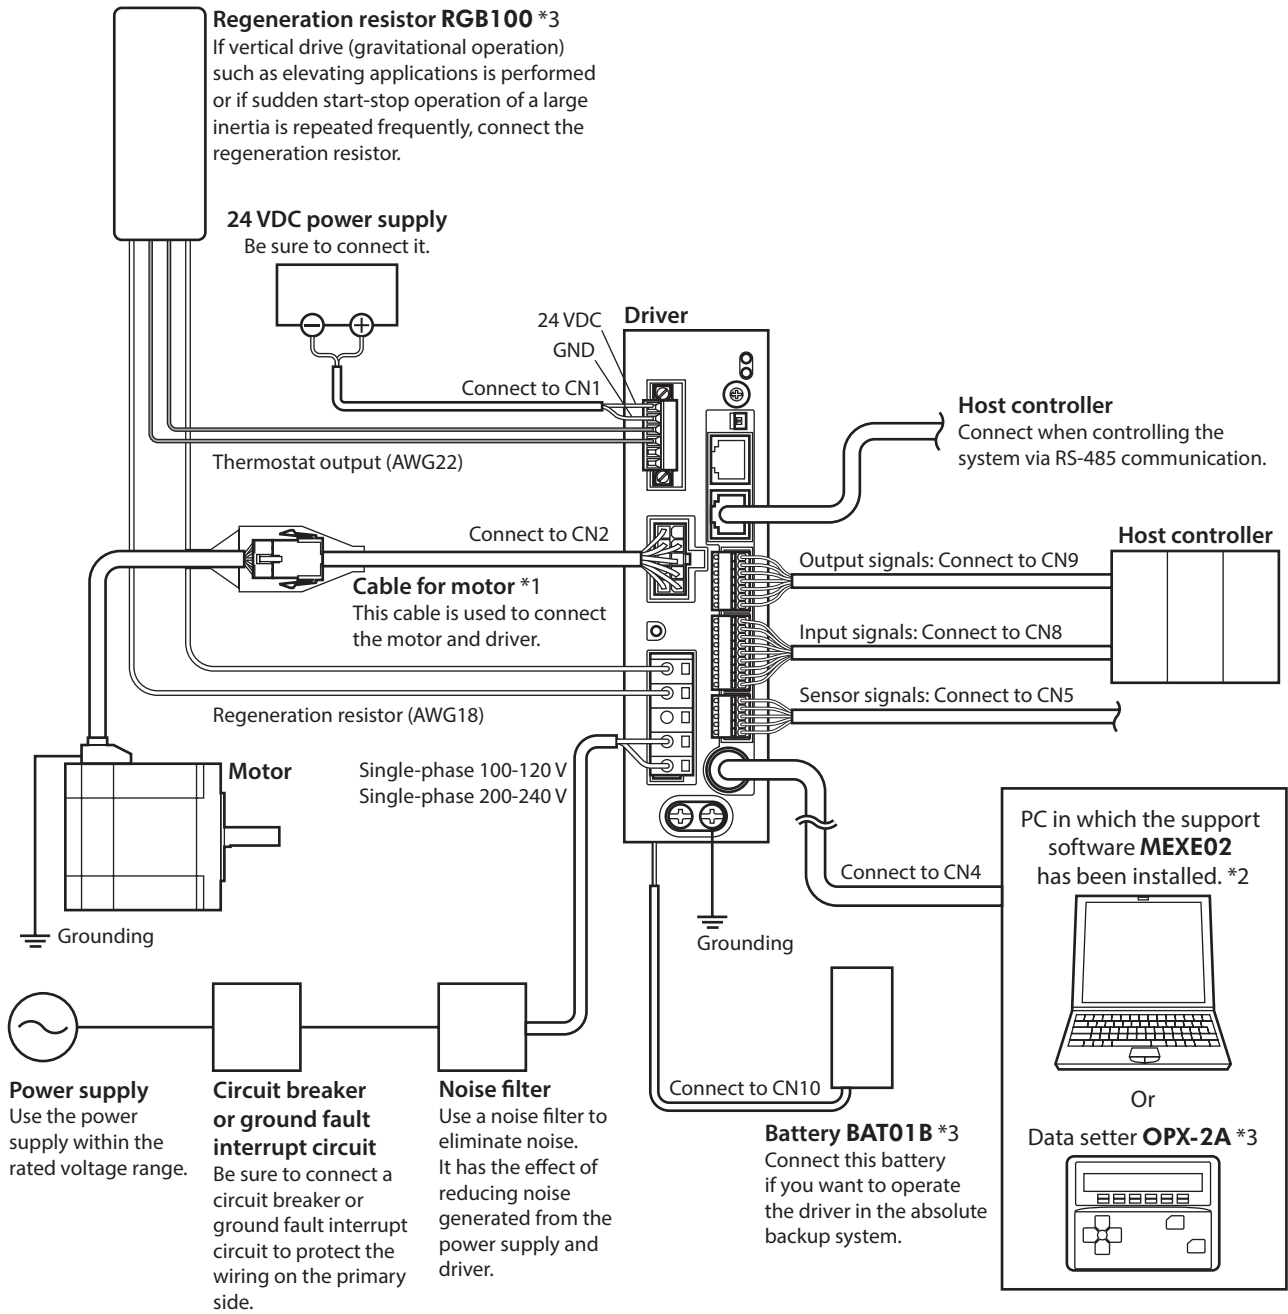 Regeneration resistor RGB100 *3
If vertical drive (gravitational operation)
such as elevating applications is performed
or if sudden start-stop operation of a large
inertia is repeated frequently, connect the
regeneration resistor.
24 VDC power supply
Be sure to connect it.
24 VDC
GND
Driver
Connect to CN1
Thermostat output (AWG22)
Host controller
Connect when controlling the
system via RS-485 communication.
Connect to CN2
Cable for motor *1
This cable is used to connect
the motor and driver.
Host controller
Output signals: Connect to CN9
Input signals: Connect to CN8
Sensor signals: Connect to CN5
Regeneration resistor (AWG18)
Motor
Single-phase 100-120 V
Single-phase 200-240 V
Grounding
Grounding
Connect to CN4
PC in which the support
software MEXE02
has been installed. *2
Or
Data setter OPX-2A *3
Power supply
Use the power
supply within the
rated voltage range.
Circuit breaker
or ground fault
interrupt circuit
Be sure to connect a
circuit breaker or
ground fault interrupt
circuit to protect the
wiring on the primary
side.
Noise filter
Use a noise filter to
eliminate noise.
It has the effect of
reducing noise
generated from the
power supply and
driver.
Connect to CN10
Battery BAT01B *3
Connect this battery
if you want to operate
the driver in the absolute
backup system.